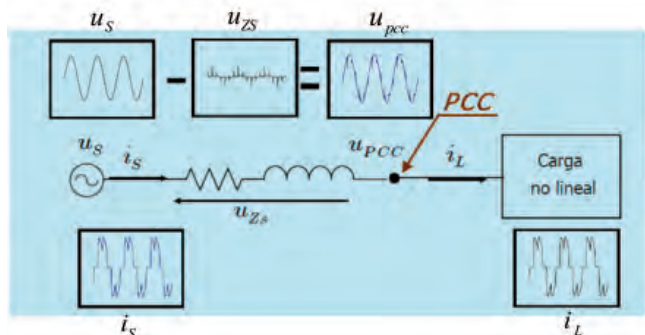 u_S u_ZS u_pcc
PCC
u_S i_S u_PCC i_L
Carga
no lineal
u_Zs
i_S i_L